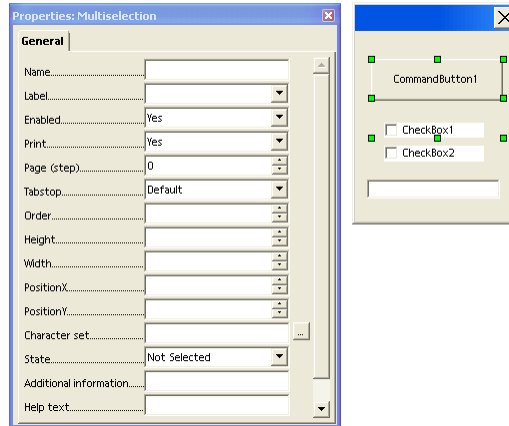 Properties: Multiselection
General
Name
Label
Enabled Yes
Print Yes
Page (step) 0
Tabstop Default
Order
Height
Width
PositionX
PositionY
Character set ...
State Not Selected
Additional information
Help text
CommandButton1
CheckBox1
CheckBox2